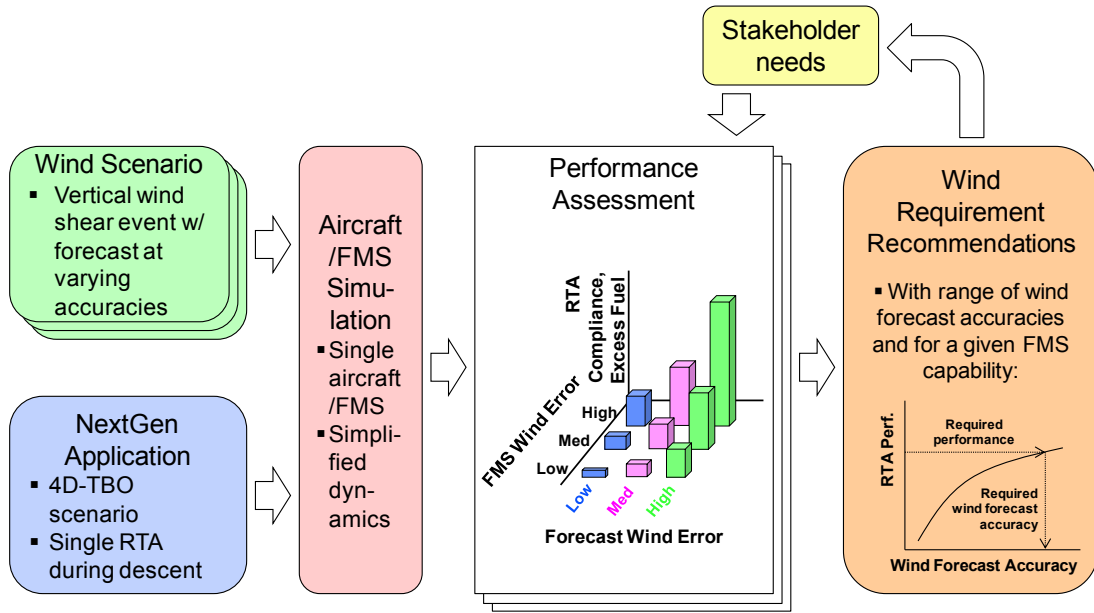 Stakeholder
needs
Wind Scenario
▪ Vertical wind
shear event w/
forecast at
varying
accuracies
NextGen
Application
▪ 4D-TBO
scenario
▪ Single RTA
during descent
Aircraft
/FMS
Simu-
lation
▪ Single
aircraft
/FMS
▪ Simpli-
fied dyn-
amics
Performance
Assessment
RTA
Compliance,
Excess Fuel
FMS Wind Error
High
Med
Low
Low
Med
High
Forecast Wind Error
Wind
Requirement
Recommendations
▪ With range of wind
forecast accuracies
and for a given FMS
capability:
RTA Perf.
Required
performance
Required
wind forecast
accuracy
Wind Forecast Accuracy